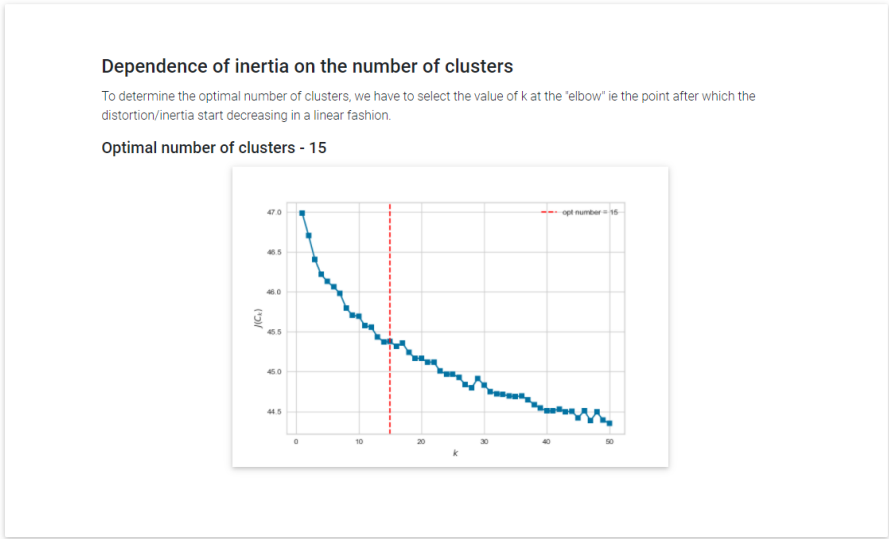 Dependence of inertia on the number of clusters
To determine the optimal number of clusters, we have to select the value of k at the "elbow" ie the point after which the
distortion/inertia start decreasing in a linear fashion.
Optimal number of clusters - 15
47.0
opt number = 15
46.5
46.0
45.5
45.0
44.5
J(Cₖ)
0 10 20 30 40 50
k